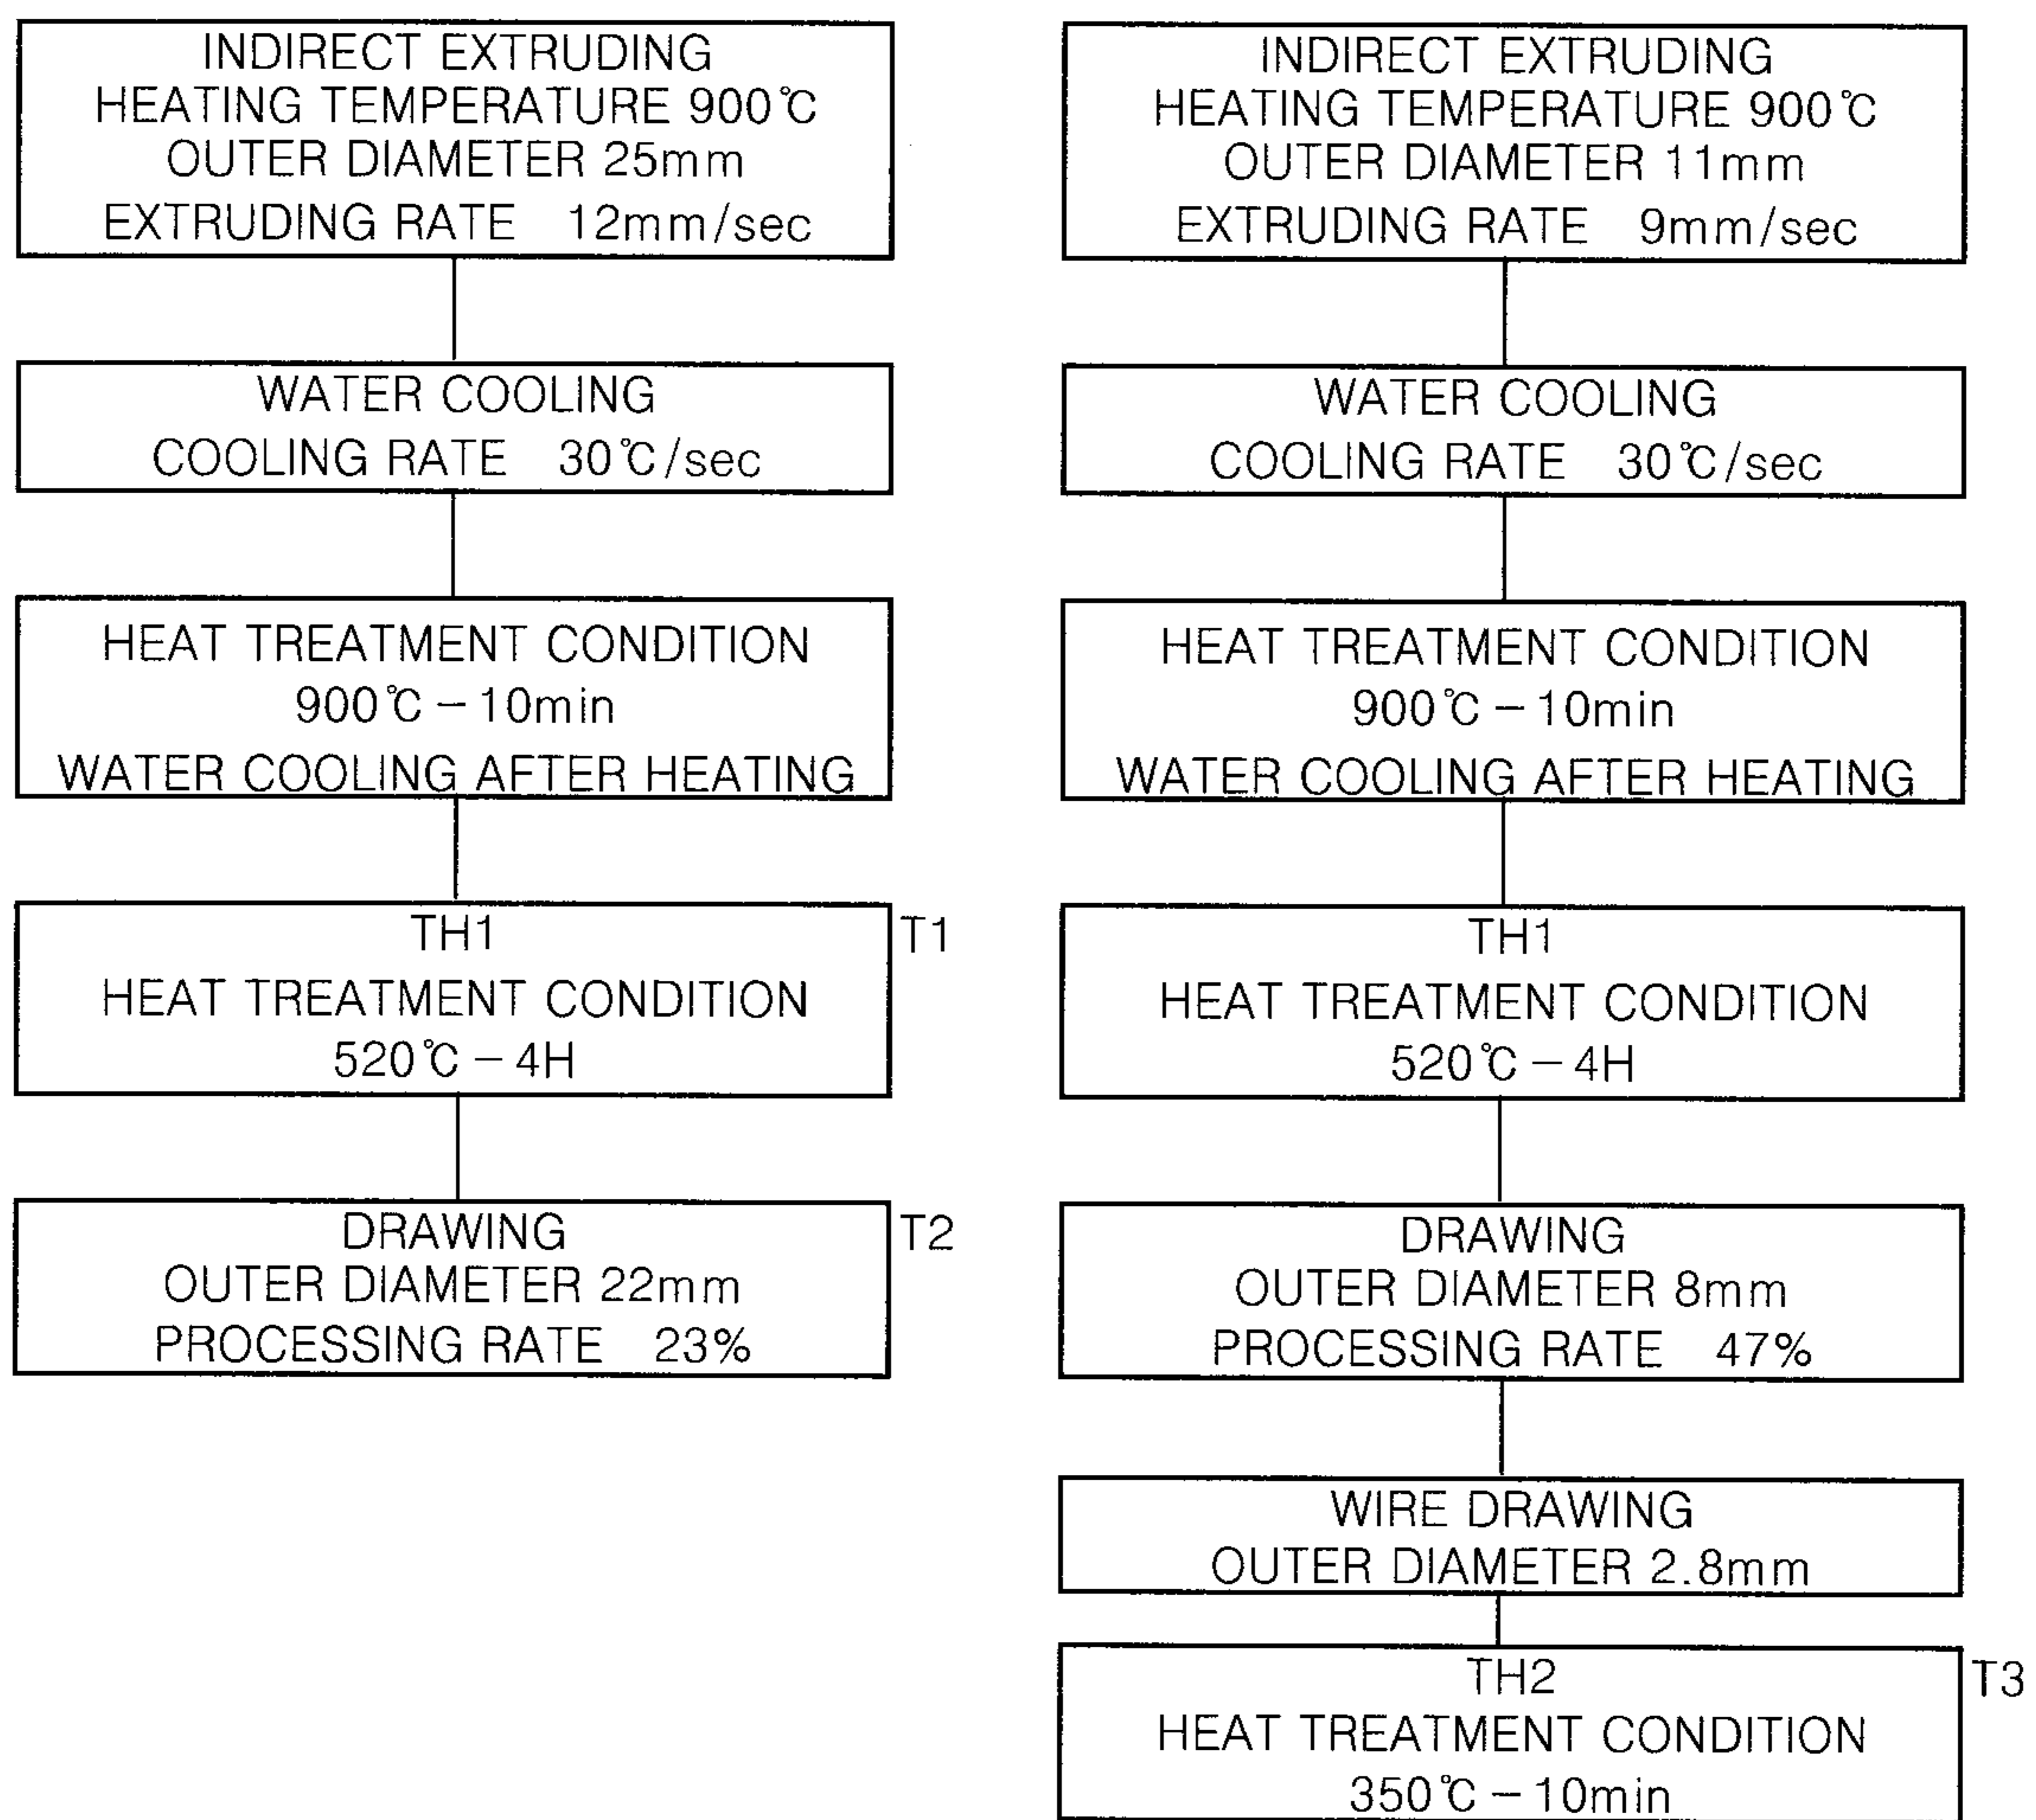 INDIRECT EXTRUDING
HEATING TEMPERATURE 900℃
OUTER DIAMETER 25mm
EXTRUDING RATE 12mm/sec
WATER COOLING
COOLING RATE 30℃/sec
HEAT TREATMENT CONDITION
900℃ − 10min
WATER COOLING AFTER HEATING
TH1
T1
HEAT TREATMENT CONDITION
520℃ − 4H
DRAWING
T2
OUTER DIAMETER 22mm
PROCESSING RATE 23%
INDIRECT EXTRUDING
HEATING TEMPERATURE 900℃
OUTER DIAMETER 11mm
EXTRUDING RATE 9mm/sec
WATER COOLING
COOLING RATE 30℃/sec
HEAT TREATMENT CONDITION
900℃ − 10min
WATER COOLING AFTER HEATING
TH1
HEAT TREATMENT CONDITION
520℃ − 4H
DRAWING
OUTER DIAMETER 8mm
PROCESSING RATE 47%
WIRE DRAWING
OUTER DIAMETER 2.8mm
TH2
T3
HEAT TREATMENT CONDITION
350℃ − 10min